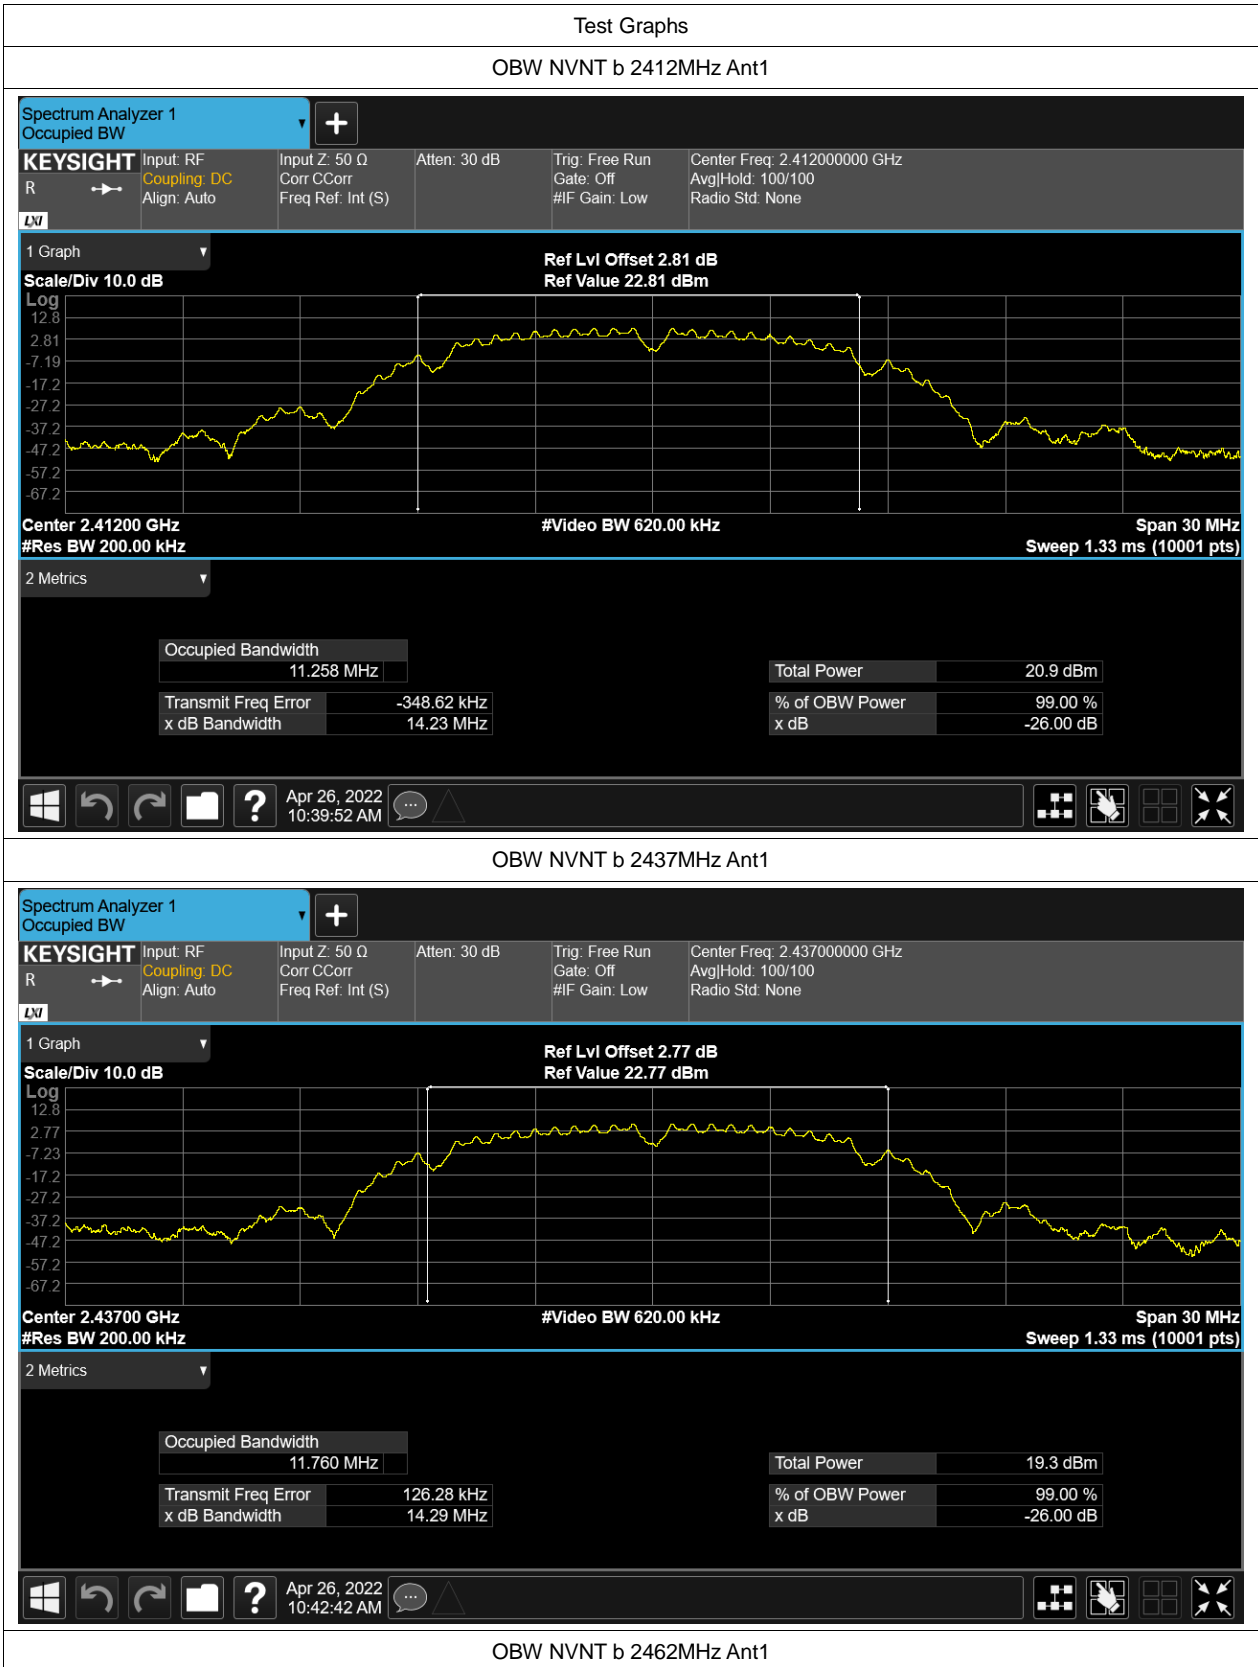 Test Graphs
OBW NVNT b 2412MHz Ant1
Spectrum Analyzer 1
Occupied BW
KEYSIGHT
R
LXI
Input: RF
Coupling: DC
Align: Auto
Input Z: 50 Ω
Corr CCorr
Freq Ref: Int (S)
Atten: 30 dB
Trig: Free Run
Gate: Off
#IF Gain: Low
Center Freq: 2.412000000 GHz
Avg|Hold: 100/100
Radio Std: None
1 Graph
Scale/Div 10.0 dB
Ref Lvl Offset 2.81 dB
Ref Value 22.81 dBm
Log
12.8
2.81
-7.19
-17.2
-27.2
-37.2
-47.2
-57.2
-67.2
Center 2.41200 GHz
#Res BW 200.00 kHz
#Video BW 620.00 kHz
Span 30 MHz
Sweep 1.33 ms (10001 pts)
2 Metrics
Occupied Bandwidth
11.258 MHz
Transmit Freq Error -348.62 kHz
x dB Bandwidth 14.23 MHz
Total Power 20.9 dBm
% of OBW Power 99.00 %
x dB -26.00 dB
?
Apr 26, 2022
10:39:52 AM
OBW NVNT b 2437MHz Ant1
Spectrum Analyzer 1
Occupied BW
KEYSIGHT
R
LXI
Input: RF
Coupling: DC
Align: Auto
Input Z: 50 Ω
Corr CCorr
Freq Ref: Int (S)
Atten: 30 dB
Trig: Free Run
Gate: Off
#IF Gain: Low
Center Freq: 2.437000000 GHz
Avg|Hold: 100/100
Radio Std: None
1 Graph
Scale/Div 10.0 dB
Ref Lvl Offset 2.77 dB
Ref Value 22.77 dBm
Log
12.8
2.77
-7.23
-17.2
-27.2
-37.2
-47.2
-57.2
-67.2
Center 2.43700 GHz
#Res BW 200.00 kHz
#Video BW 620.00 kHz
Span 30 MHz
Sweep 1.33 ms (10001 pts)
2 Metrics
Occupied Bandwidth
11.760 MHz
Transmit Freq Error 126.28 kHz
x dB Bandwidth 14.29 MHz
Total Power 19.3 dBm
% of OBW Power 99.00 %
x dB -26.00 dB
?
Apr 26, 2022
10:42:42 AM
OBW NVNT b 2462MHz Ant1